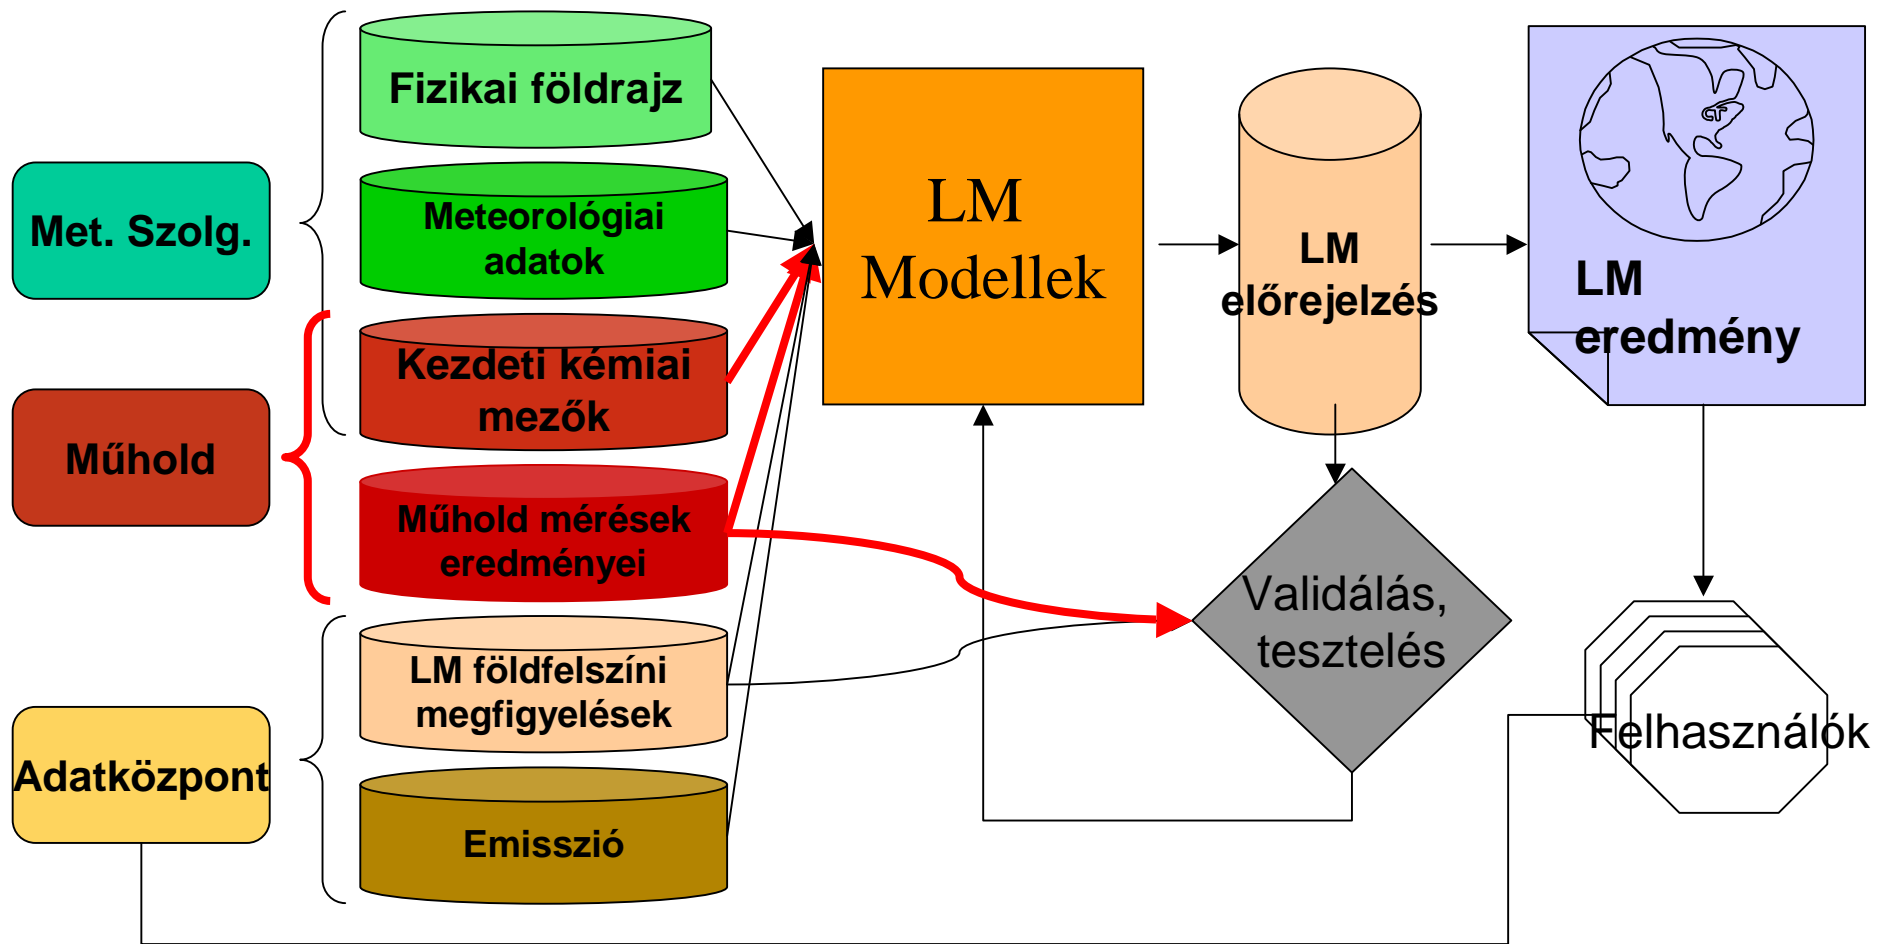 Met. Szolg.
Műhold
Adatközpont
Fizikai földrajz
Meteorológiai
adatok
Kezdeti kémiai
mezők
Műhold mérések
eredményei
LM földfelszíni
megfigyelések
Emisszió
LM
Modellek
LM
előrejelzés
LM
eredmény
Validálás,
tesztelés
Felhasználók